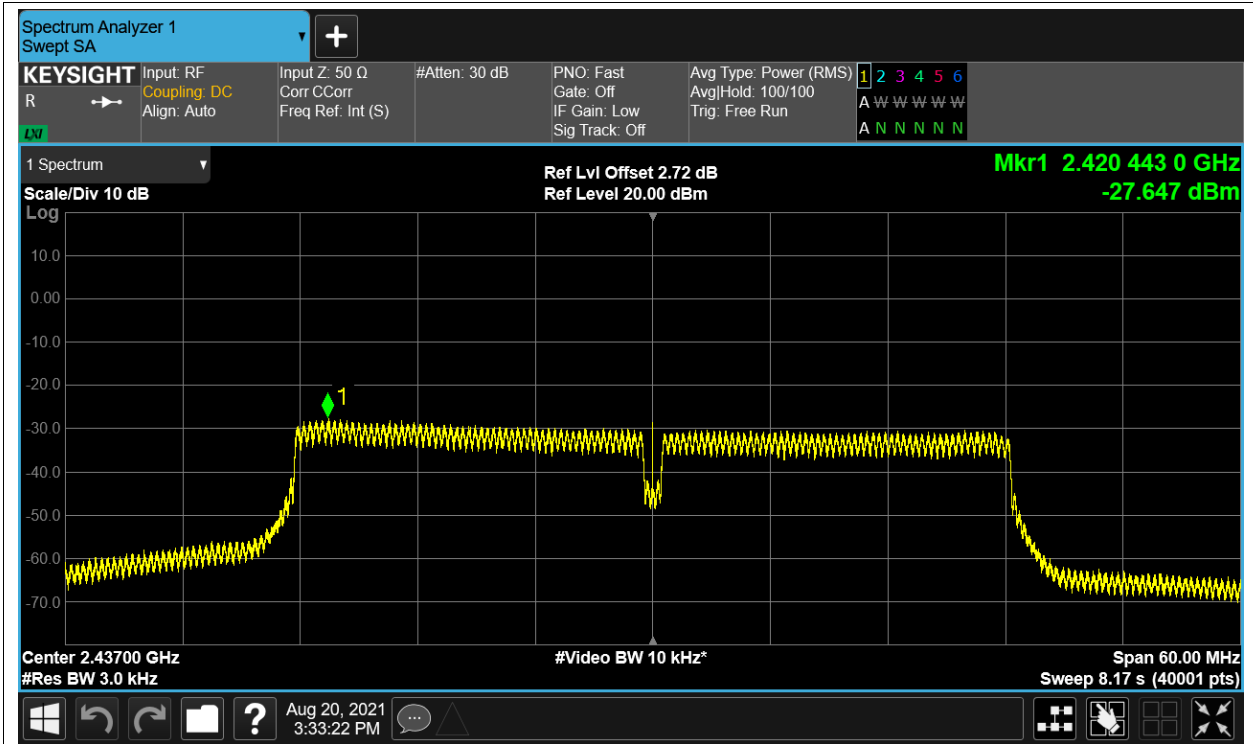 Spectrum Analyzer 1
Swept SA
KEYSIGHT
R
LXI
Input: RF
Coupling: DC
Align: Auto
Input Z: 50 Ω
Corr CCorr
Freq Ref: Int (S)
#Atten: 30 dB
PNO: Fast
Gate: Off
IF Gain: Low
Sig Track: Off
Avg Type: Power (RMS)
Avg|Hold: 100/100
Trig: Free Run
1 2 3 4 5 6
A W W W W W
A N N N N N
1 Spectrum
Scale/Div 10 dB
Log
Ref Lvl Offset 2.72 dB
Ref Level 20.00 dBm
Mkr1 2.420 443 0 GHz
-27.647 dBm
10.0
0.00
-10.0
-20.0
1
-30.0
-40.0
-50.0
-60.0
-70.0
Center 2.43700 GHz
#Res BW 3.0 kHz
#Video BW 10 kHz*
Span 60.00 MHz
Sweep 8.17 s (40001 pts)
?
Aug 20, 2021
3:33:22 PM